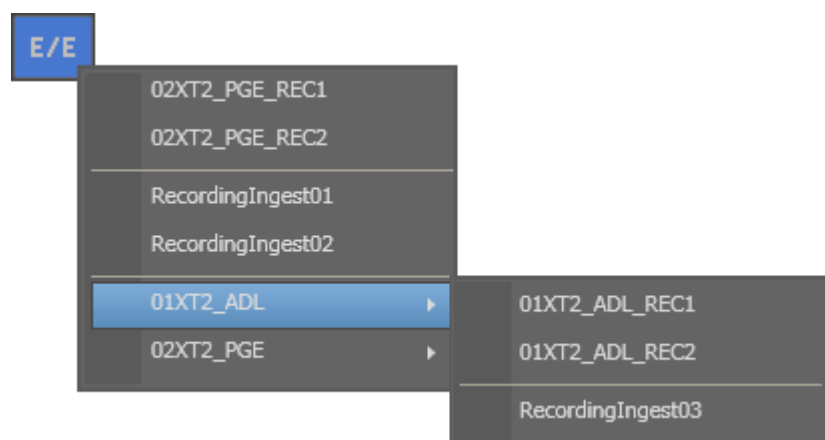 E/E
02XT2_PGE_REC1
02XT2_PGE_REC2
RecordingIngest01
RecordingIngest02
01XT2_ADL
02XT2_PGE
01XT2_ADL_REC1
01XT2_ADL_REC2
RecordingIngest03